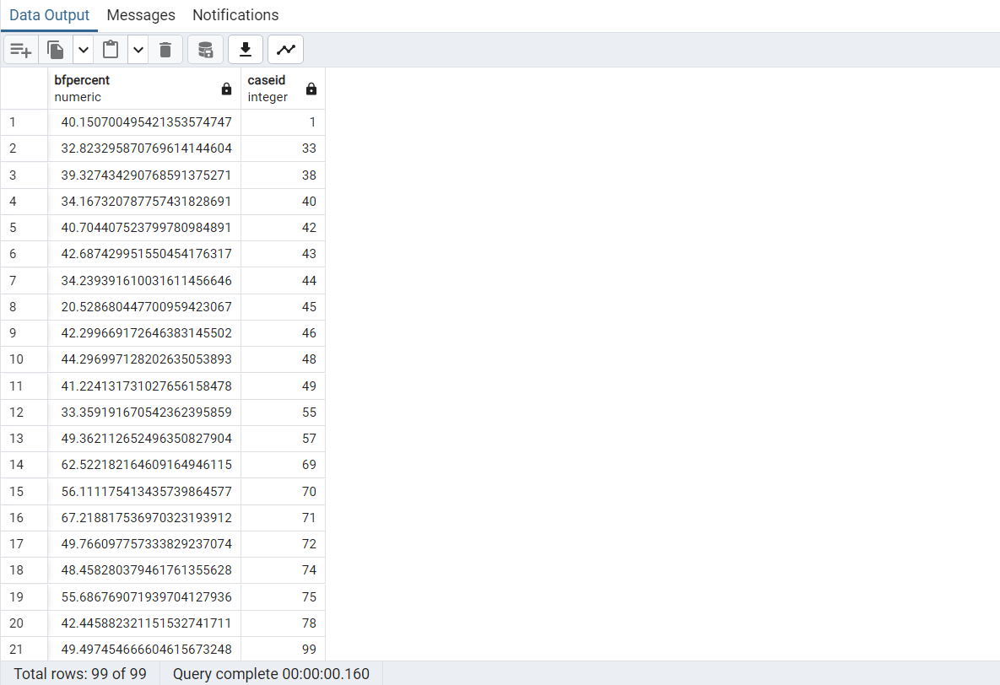 Data Output Messages Notifications
bfpercent caseid
numeric integer
1 40.150700495421353574747 1
2 32.823295870769614144604 33
3 39.327434290768591375271 38
4 34.167320787757431828691 40
5 40.704407523799780984891 42
6 42.687429951550454176317 43
7 34.239391610031611456646 44
8 20.528680447700959423067 45
9 42.299669172646383145502 46
10 44.296997128202635053893 48
11 41.224131731027656158478 49
12 33.359191670542362395859 55
13 49.362112652496350827904 57
14 62.522182164609164946115 69
15 56.111175413435739864577 70
16 67.218817536970323193912 71
17 49.766097757333829237074 72
18 48.458280379461761355628 74
19 55.686769071939704127936 75
20 42.445882321151532741711 78
21 49.497454666604615673248 99
Total rows: 99 of 99 Query complete 00:00:00.160